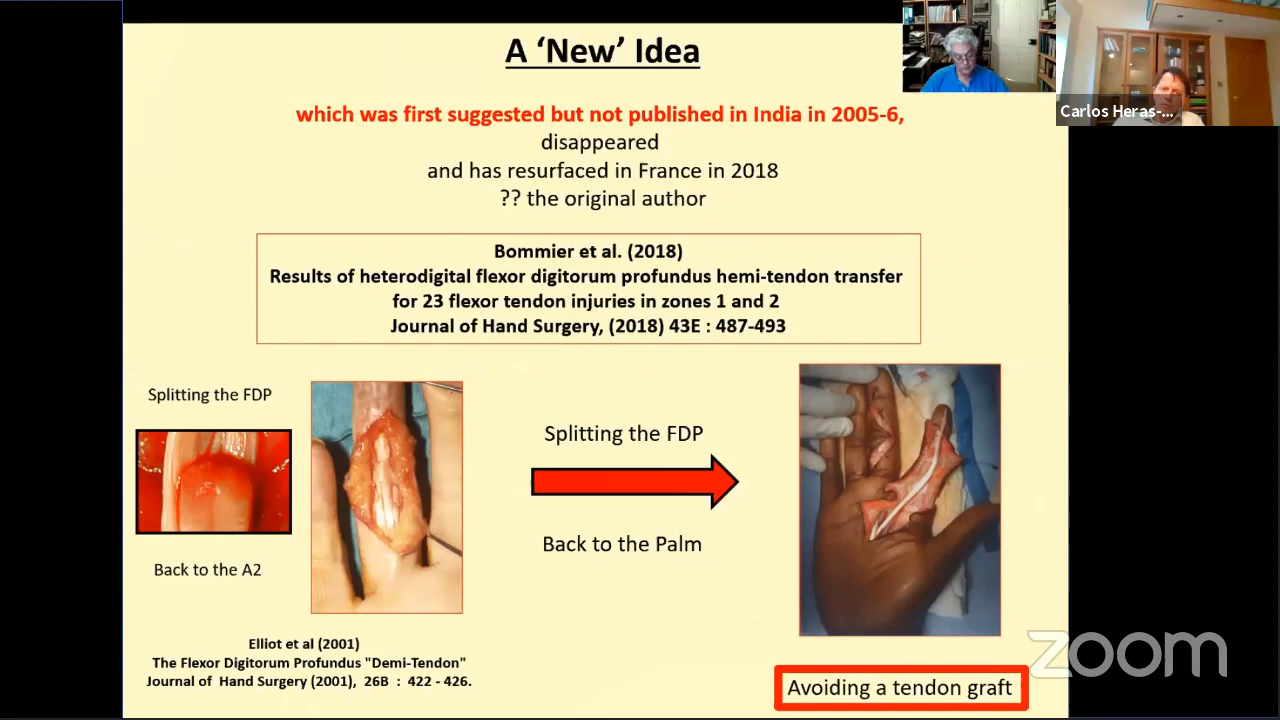 A ‘New’ Idea
which was first suggested but not published in India in 2005-6,
disappeared
and has resurfaced in France in 2018
?? the original author
Bommier et al. (2018)
Results of heterodigital flexor digitorum profundus hemi-tendon transfer
for 23 flexor tendon injuries in zones 1 and 2
Journal of Hand Surgery, (2018) 43E : 487-493
Splitting the FDP
Back to the A2
Splitting the FDP
Back to the Palm
Elliot et al (2001)
The Flexor Digitorum Profundus "Demi-Tendon"
Journal of Hand Surgery (2001), 26B : 422 - 426.
Avoiding a tendon graft
Carlos Heras-...
zoom